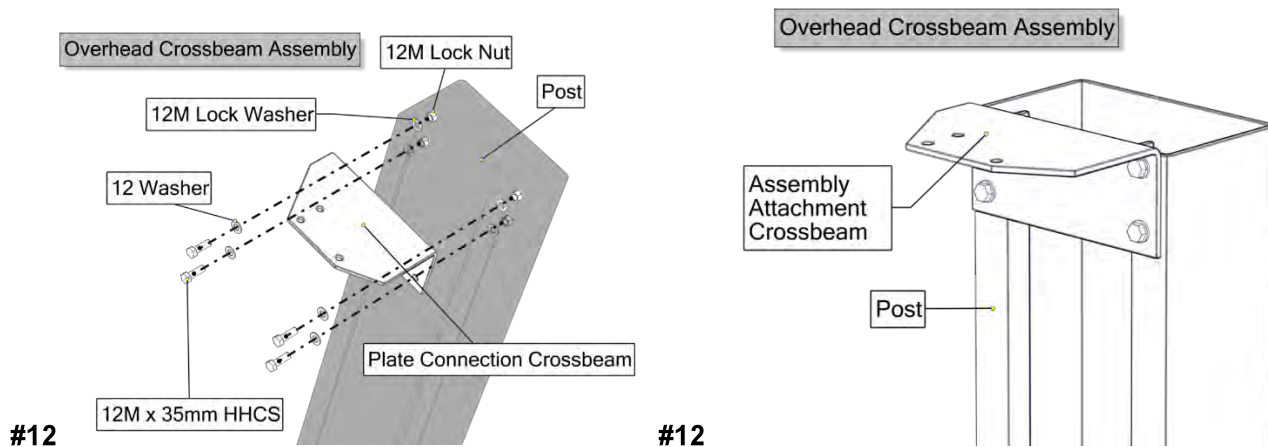 Overhead Crossbeam Assembly
12M Lock Nut
Post
12M Lock Washer
12 Washer
Plate Connection Crossbeam
12M x 35mm HHCS
#12
Overhead Crossbeam Assembly
Assembly
Attachment
Crossbeam
Post
#12